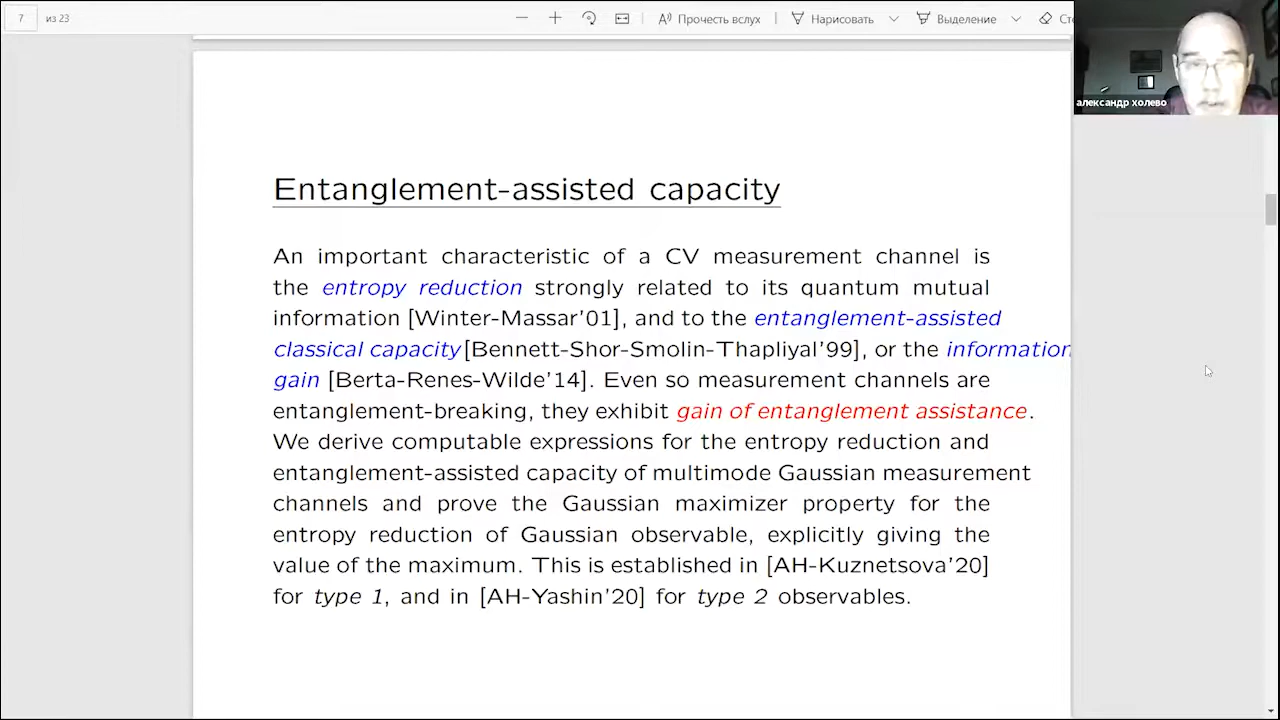 7 из 23
Прочесть вслух
Нарисовать
Выделение
александр холево
Entanglement-assisted capacity
An important characteristic of a CV measurement channel is
the entropy reduction strongly related to its quantum mutual
information [Winter-Massar'01], and to the entanglement-assisted
classical capacity[Bennett-Shor-Smolin-Thapliyal'99], or the information
gain [Berta-Renes-Wilde'14]. Even so measurement channels are
entanglement-breaking, they exhibit gain of entanglement assistance.
We derive computable expressions for the entropy reduction and
entanglement-assisted capacity of multimode Gaussian measurement
channels and prove the Gaussian maximizer property for the
entropy reduction of Gaussian observable, explicitly giving the
value of the maximum. This is established in [AH-Kuznetsova'20]
for type 1, and in [AH-Yashin'20] for type 2 observables.